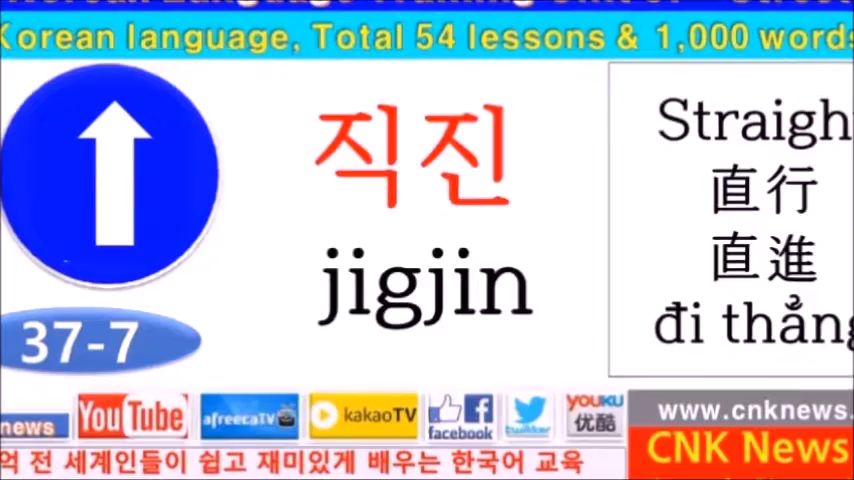 Korean language, Total 54 lessons & 1,000 words
직진
jigjin
37-7
Straigh
直行
直進
đi thẳng
news
YouTube
afreecaTV
kakaoTV
facebook
twitter
YOUKU
优酷
www.cnknews.
CNK News
억 전 세계인들이 쉽고 재미있게 배우는 한국어 교육